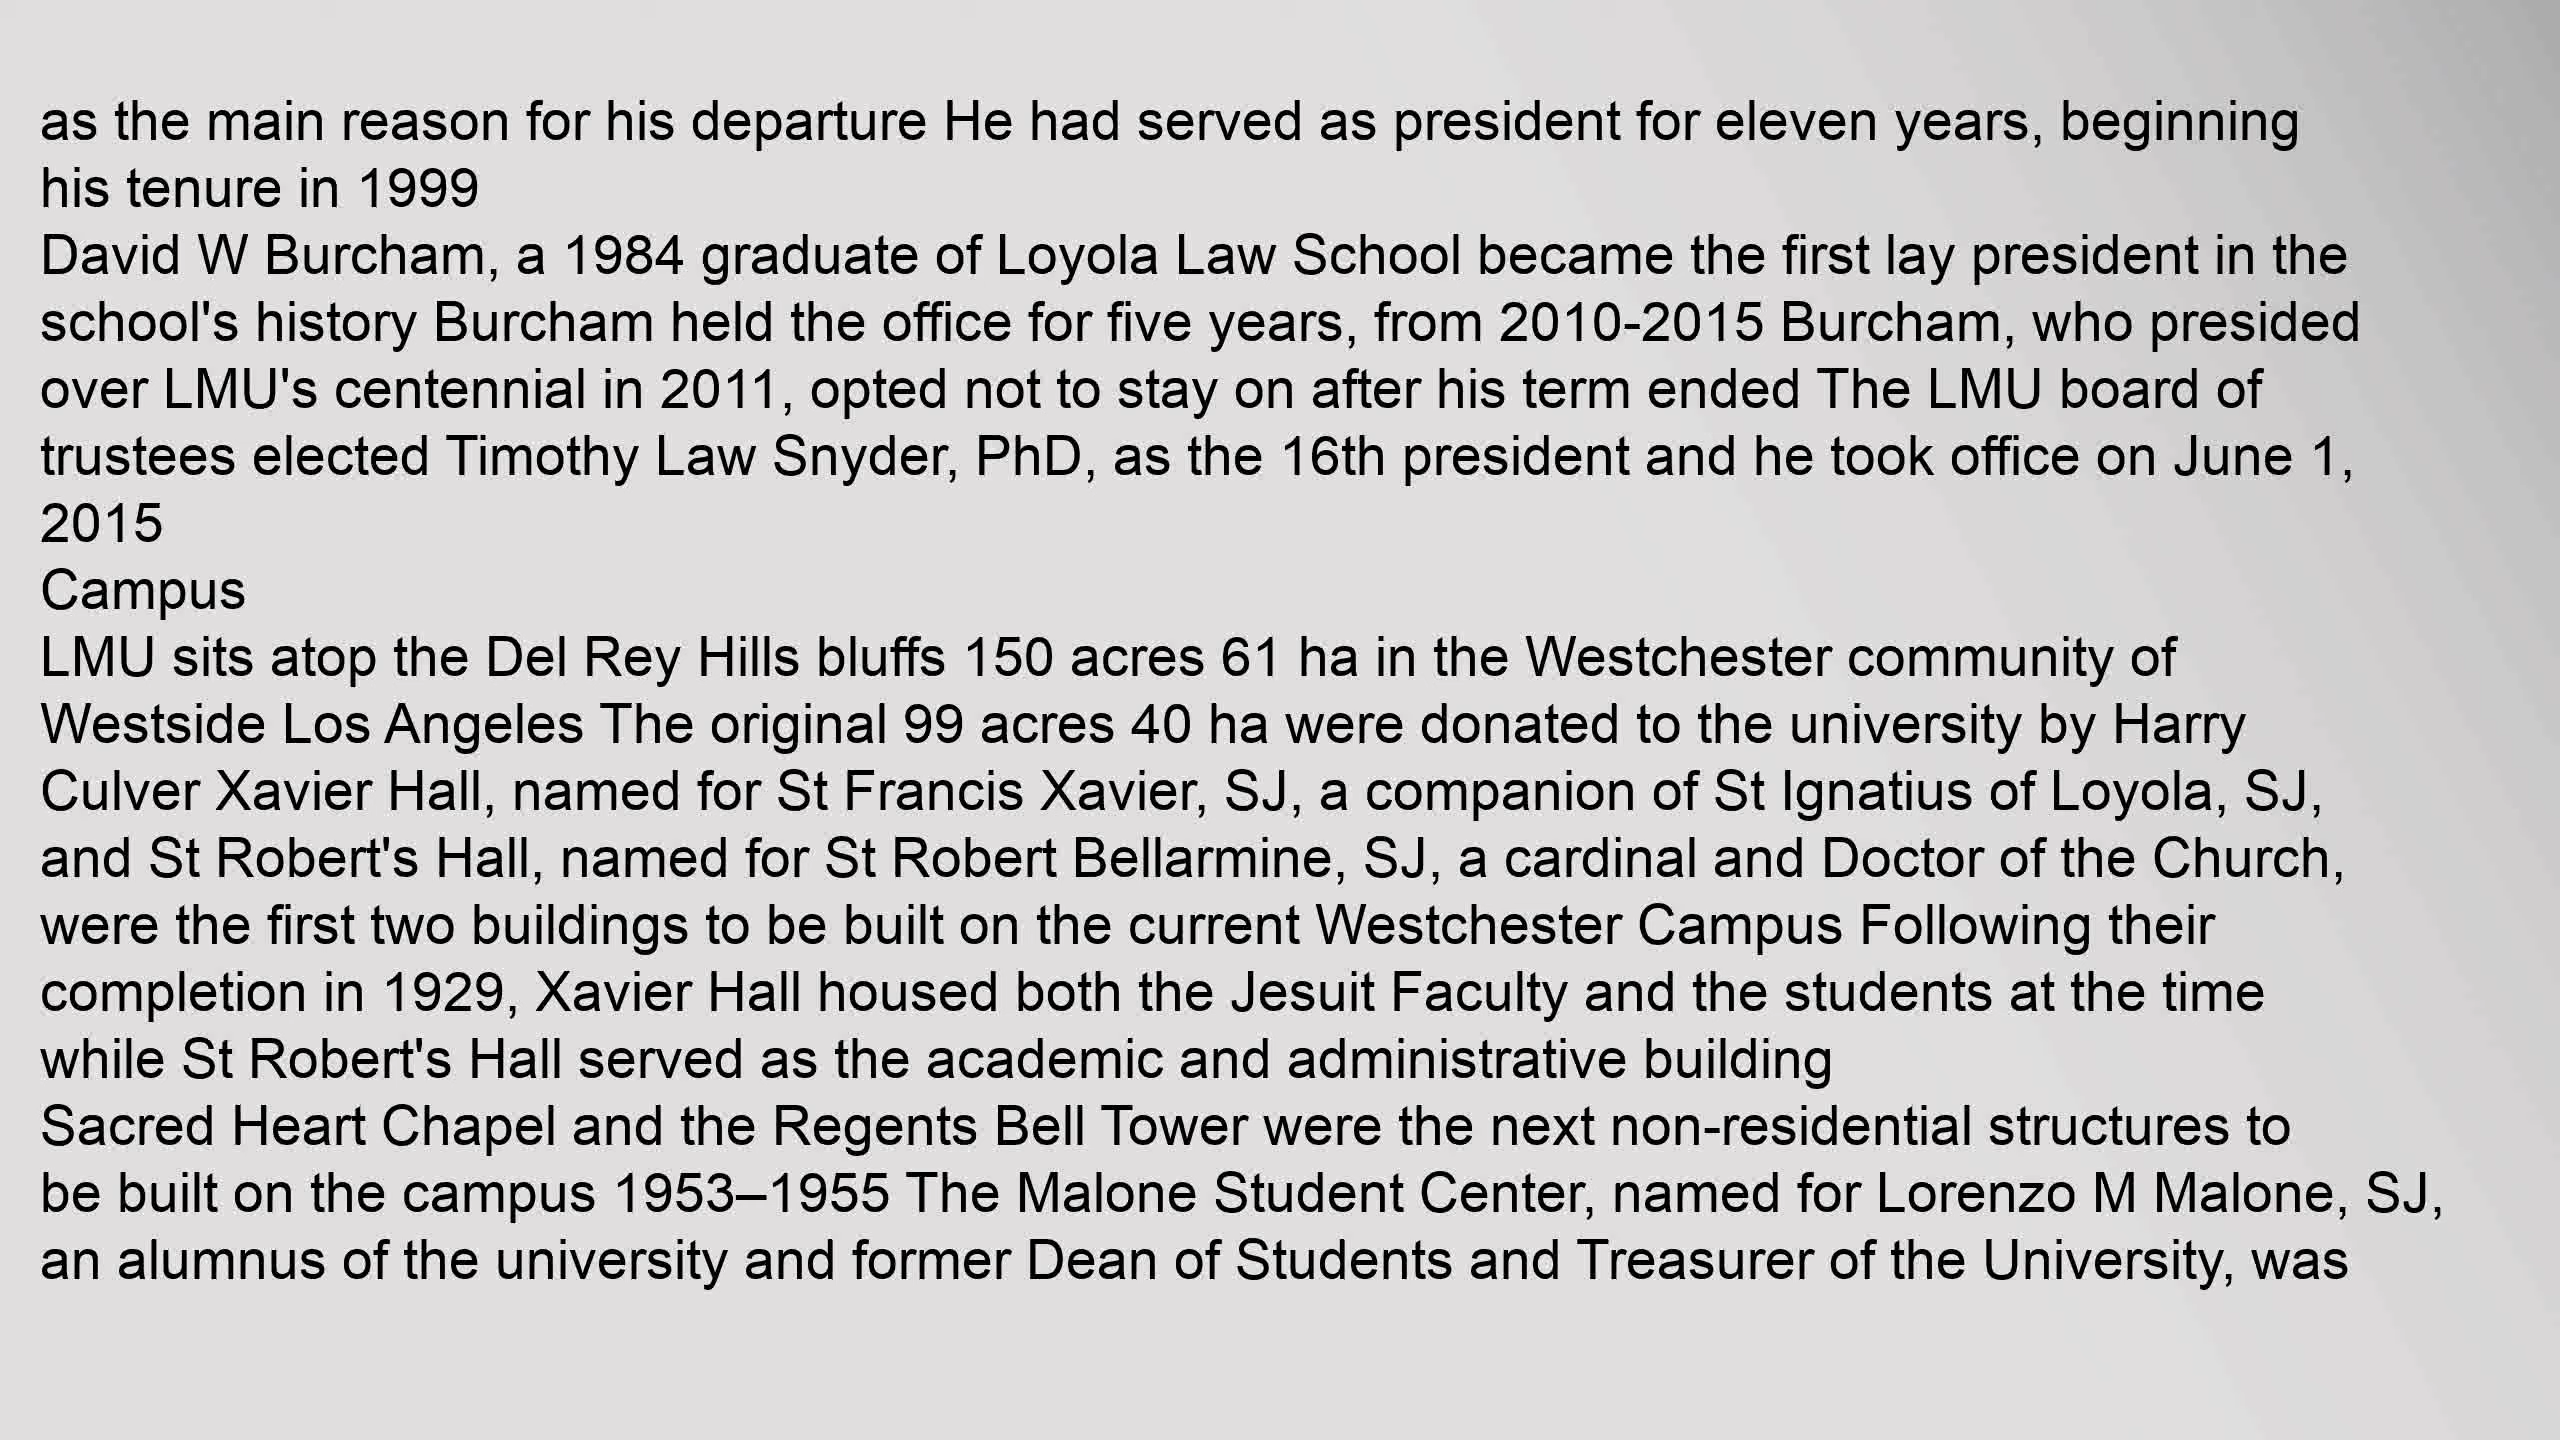 as the main reason for his departure He had served as president for eleven years, beginning
his tenure in 1999
David W Burcham, a 1984 graduate of Loyola Law School became the first lay president in the
school's history Burcham held the office for five years, from 2010-2015 Burcham, who presided
over LMU's centennial in 2011, opted not to stay on after his term ended The LMU board of
trustees elected Timothy Law Snyder, PhD, as the 16th president and he took office on June 1,
2015
Campus
LMU sits atop the Del Rey Hills bluffs 150 acres 61 ha in the Westchester community of
Westside Los Angeles The original 99 acres 40 ha were donated to the university by Harry
Culver Xavier Hall, named for St Francis Xavier, SJ, a companion of St Ignatius of Loyola, SJ,
and St Robert's Hall, named for St Robert Bellarmine, SJ, a cardinal and Doctor of the Church,
were the first two buildings to be built on the current Westchester Campus Following their
completion in 1929, Xavier Hall housed both the Jesuit Faculty and the students at the time
while St Robert's Hall served as the academic and administrative building
Sacred Heart Chapel and the Regents Bell Tower were the next non-residential structures to
be built on the campus 1953–1955 The Malone Student Center, named for Lorenzo M Malone, SJ,
an alumnus of the university and former Dean of Students and Treasurer of the University, was